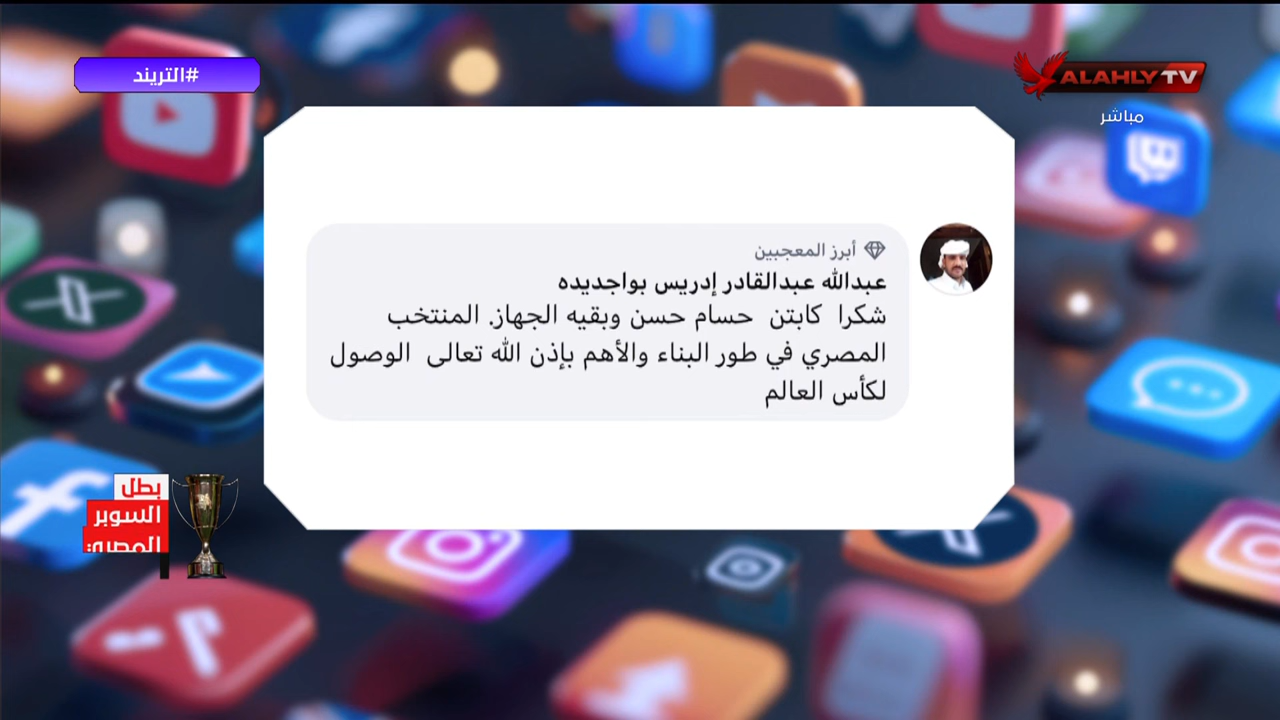 #التريند
ALAHLY TV
مباشر
أبرز المعجبين
عبدالله عبدالقادر إدريس بواجديده
شكرا كابتن حسام حسن وبقيه الجهاز. المنتخب
المصري في طور البناء والأهم بإذن الله تعالى الوصول
لكأس العالم
بطل
السوبر
المصري